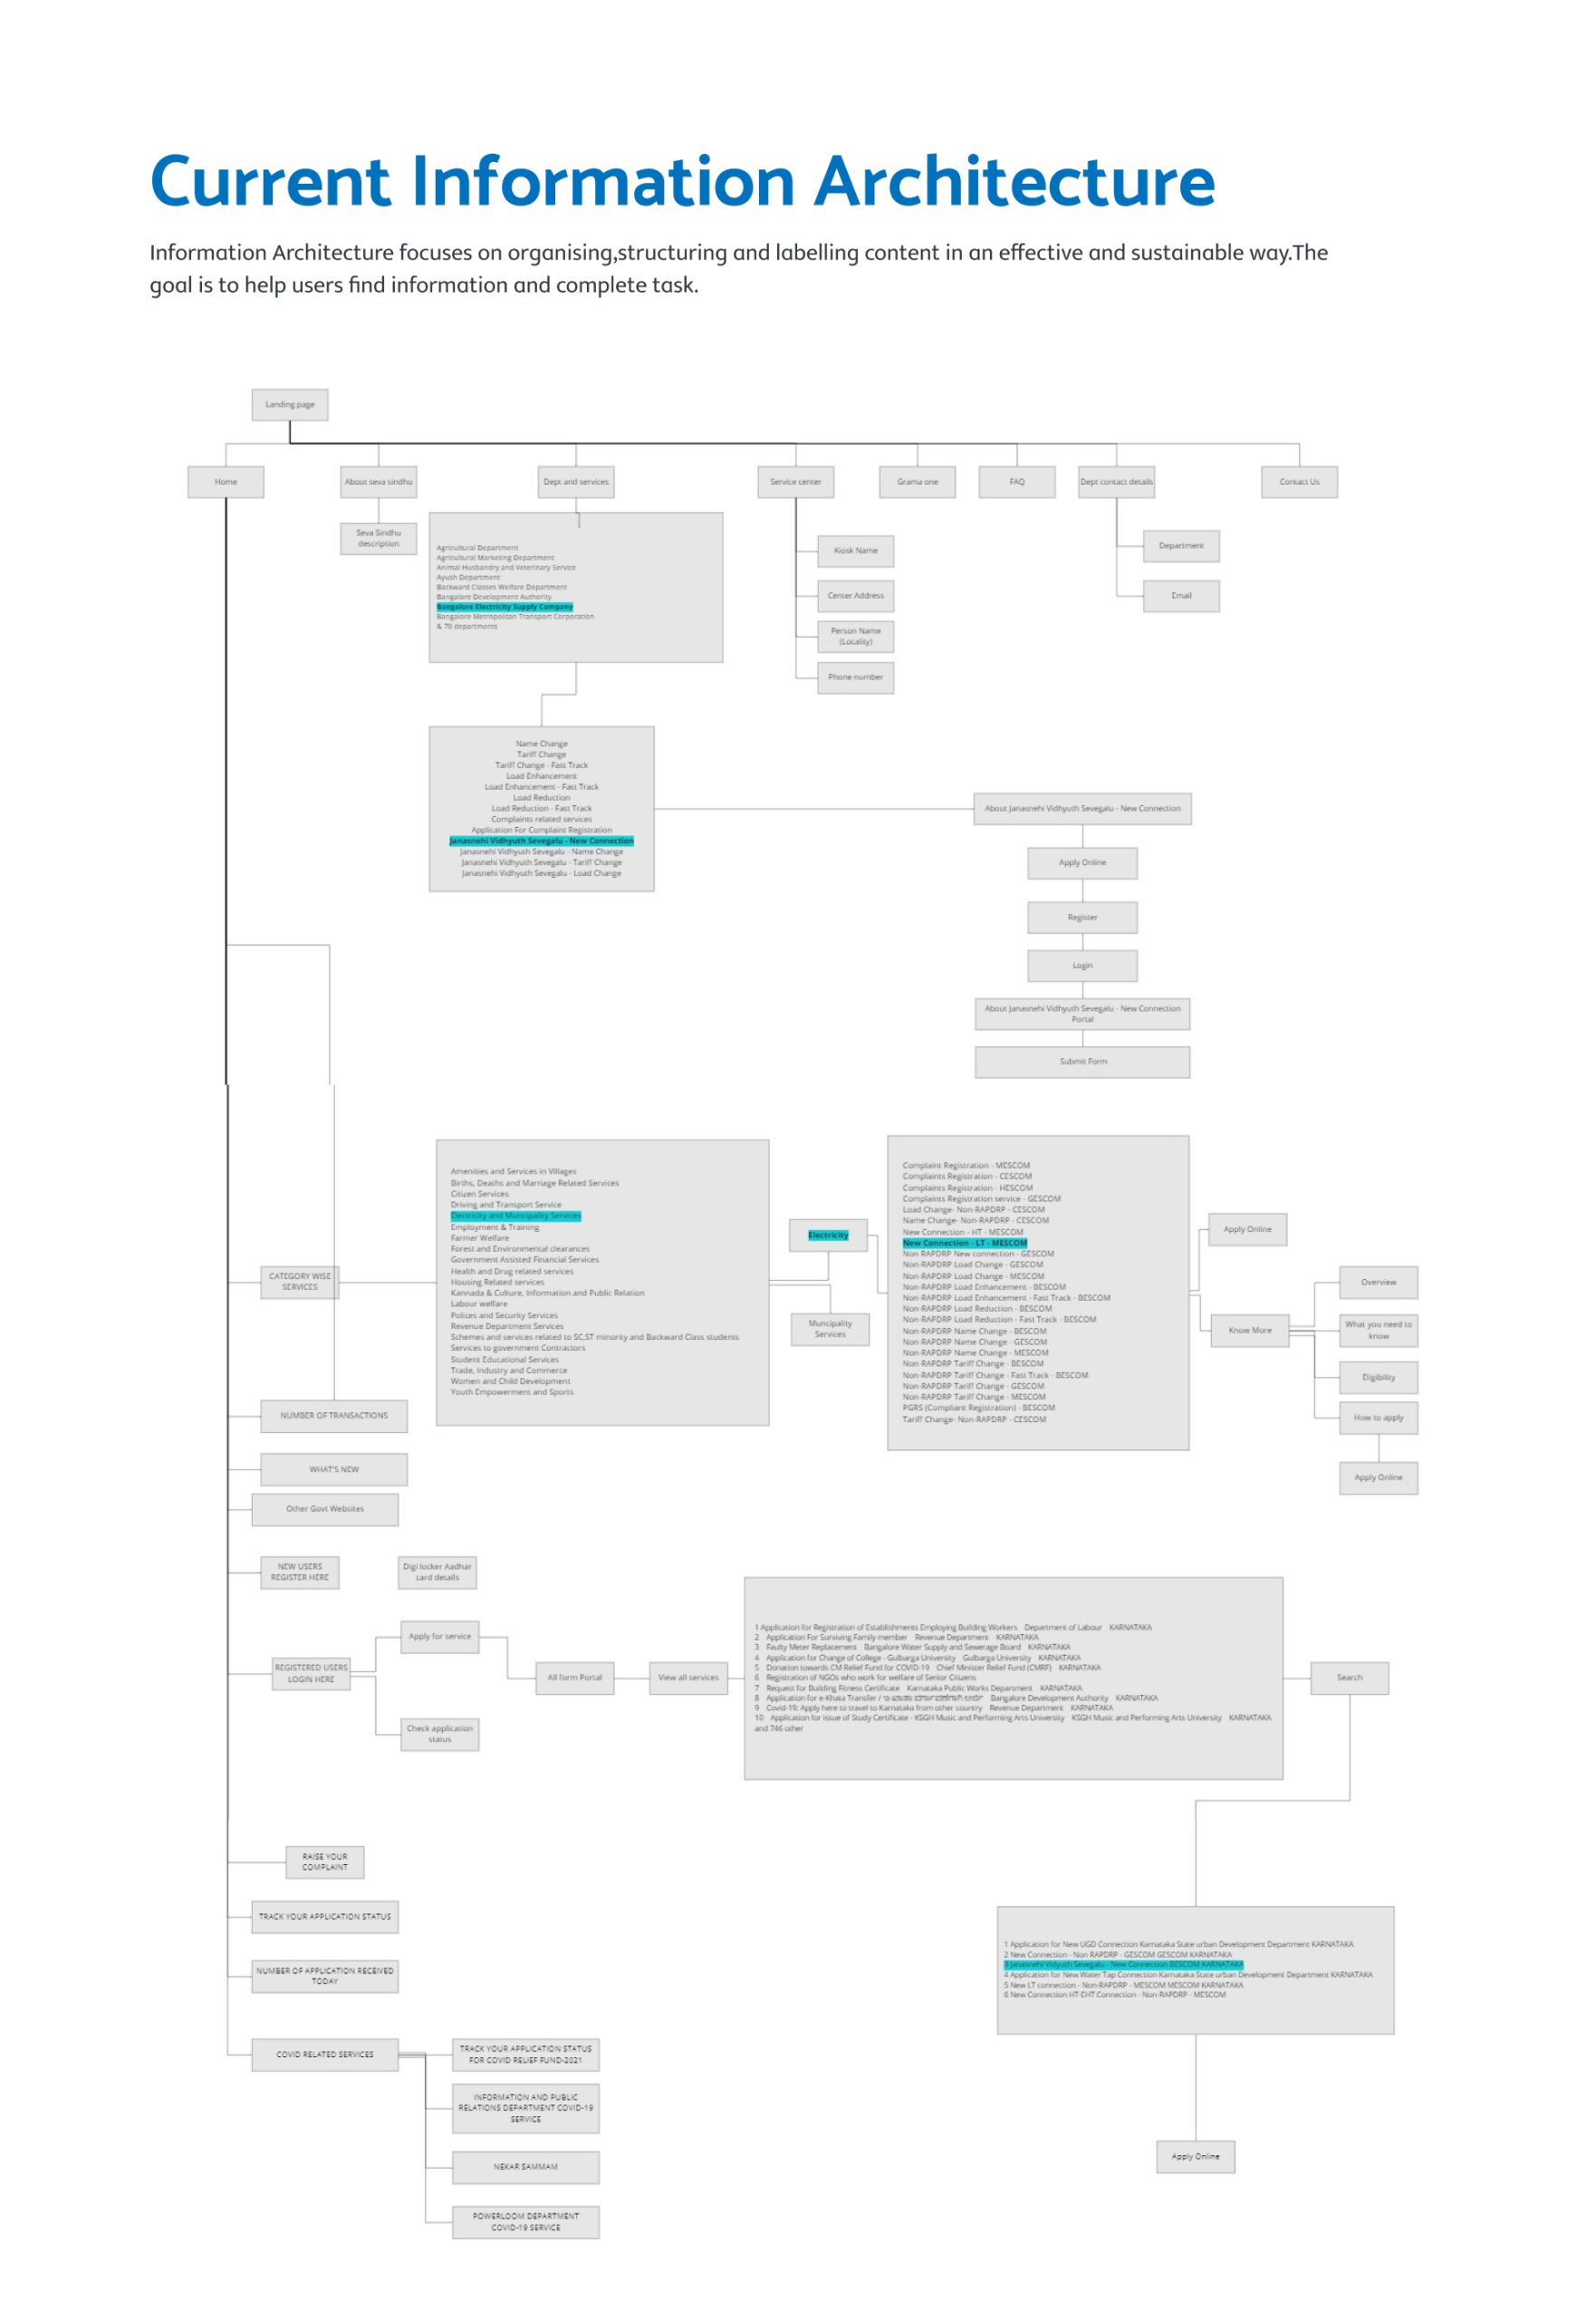 Current Information Architecture
Information Architecture focuses on organising,structuring and labelling content in an effective and sustainable way.The
goal is to help users find information and complete task.
Landing page
Home
About seva sindhu
Dept and services
Service center
Grama one
FAQ
Dept contact details
Contact Us
Seva Sindhu
description
Agricultural Department
Agricultural Marketing Department
Animal Husbandry and Veterinary Service
Ayush Department
Backward Classes Welfare Department
Bangalore Development Authority
Bangalore Electricity Supply Company
Bangalore Metropolitan Transport Corporation
& 70 departments
Kiosk Name
Center Address
Person Name
(Locality)
Phone number
Department
Email
Name Change
Tariff Change
Tariff Change - Fast Track
Load Enhancement
Load Enhancement - Fast Track
Load Reduction
Load Reduction - Fast Track
Complaints related services
Application For Complaint Registration
Janasnehi Vidhyuth Sevegalu - New Connection
Janasnehi Vidhyuth Sevegalu - Name Change
Janasnehi Vidhyuth Sevegalu - Tariff Change
Janasnehi Vidhyuth Sevegalu - Load Change
About Janasnehi Vidhyuth Sevegalu - New Connection
Apply Online
Register
Login
About Janasnehi Vidhyuth Sevegalu - New Connection
Portal
Submit Form
CATEGORY WISE
SERVICES
Amenities and Services in Villages
Births, Deaths and Marriage Related Services
Citizen Services
Driving and Transport Service
Electricity and Muncipality Services
Employment & Training
Farmer Welfare
Forest and Environmental clearances
Government Assisted Financial Services
Health and Drug related services
Housing Related services
Kannada & Culture, Information and Public Relation
Labour welfare
Polices and Security Services
Revenue Department Services
Schemes and services related to SC,ST minority and Backward Class students
Services to government Contractors
Student Educational Services
Trade, Industry and Commerce
Women and Child Development
Youth Empowerment and Sports
Electricity
Muncipality
Services
Complaint Registration - MESCOM
Complaints Registration - CESCOM
Complaints Registration - HESCOM
Complaints Registration service - GESCOM
Load Change- Non-RAPDRP - CESCOM
Name Change- Non-RAPDRP - CESCOM
New Connection - HT - MESCOM
New Connection - LT - MESCOM
Non RAPDRP New connection - GESCOM
Non-RAPDRP Load Change - GESCOM
Non-RAPDRP Load Change - MESCOM
Non-RAPDRP Load Enhancement - BESCOM
Non-RAPDRP Load Enhancement - Fast Track - BESCOM
Non-RAPDRP Load Reduction - BESCOM
Non-RAPDRP Load Reduction - Fast Track - BESCOM
Non-RAPDRP Name Change - BESCOM
Non-RAPDRP Name Change - GESCOM
Non-RAPDRP Name Change - MESCOM
Non-RAPDRP Tariff Change - BESCOM
Non-RAPDRP Tariff Change - Fast Track - BESCOM
Non-RAPDRP Tariff Change - GESCOM
Non-RAPDRP Tariff Change - MESCOM
PGRS (Compliant Registration) - BESCOM
Tariff Change- Non-RAPDRP - CESCOM
Apply Online
Know More
Overview
What you need to
know
Eligibility
How to apply
Apply Online
NUMBER OF TRANSACTIONS
WHAT'S NEW
Other Govt Websites
NEW USERS
REGISTER HERE
Digi locker Aadhar
card details
REGISTERED USERS
LOGIN HERE
Apply for service
Check application
status
All form Portal
View all services
1 Application for Registration of Establishments Employing Building Workers Department of Labour KARNATAKA
2 Application For Surviving Family member Revenue Department KARNATAKA
3 Faulty Meter Replacement Bangalore Water Supply and Sewerage Board KARNATAKA
4 Application for Change of College - Gulbarga University Gulbarga University KARNATAKA
5 Donation towards CM Relief Fund for COVID-19 Chief Minister Relief Fund (CMRF) KARNATAKA
6 Registration of NGOs who work for welfare of Senior Citizens
7 Request for Building Fitness Certificate Karnataka Public Works Department KARNATAKA
8 Application for e-Khata Transfer / Bangalore Development Authority KARNATAKA
9 Covid-19: Apply here to travel to Karnataka from other country Revenue Department KARNATAKA
10 Application for issue of Study Certificate - KSGH Music and Performing Arts University KSGH Music and Performing Arts University KARNATAKA
and 746 other
Search
RAISE YOUR
COMPLAINT
TRACK YOUR APPLICATION STATUS
NUMBER OF APPLICATION RECEIVED
TODAY
1 Application for New UGD Connection Karnataka State urban Development Department KARNATAKA
2 New Connection - Non RAPDRP - GESCOM GESCOM KARNATAKA
3 Janasnehi Vidyuth Sevegalu - New Connection BESCOM KARNATAKA
4 Application for New Water Tap Connection Karnataka State urban Development Department KARNATAKA
5 New LT connection - Non-RAPDRP - MESCOM MESCOM KARNATAKA
6 New Connection HT-EHT Connection - Non-RAPDRP - MESCOM
COVID RELATED SERVICES
TRACK YOUR APPLICATION STATUS
FOR COVID RELIEF FUND-2021
INFORMATION AND PUBLIC
RELATIONS DEPARTMENT COVID-19
SERVICE
NEKAR SAMMAM
POWERLOOM DEPARTMENT
COVID-19 SERVICE
Apply Online